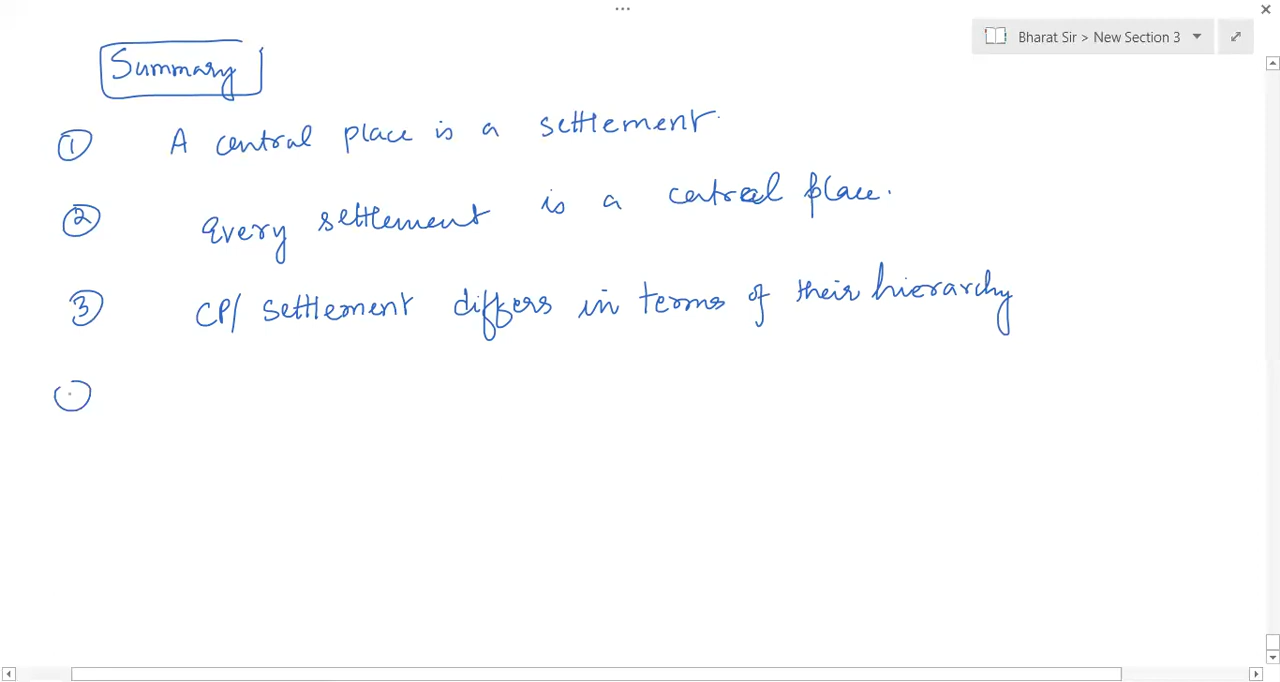 ...
Bharat Sir > New Section 3
Summary
① A central place is a settlement.
② Every settlement is a cetral place.
③ CP/ settlement differs in terms of their hierarchy